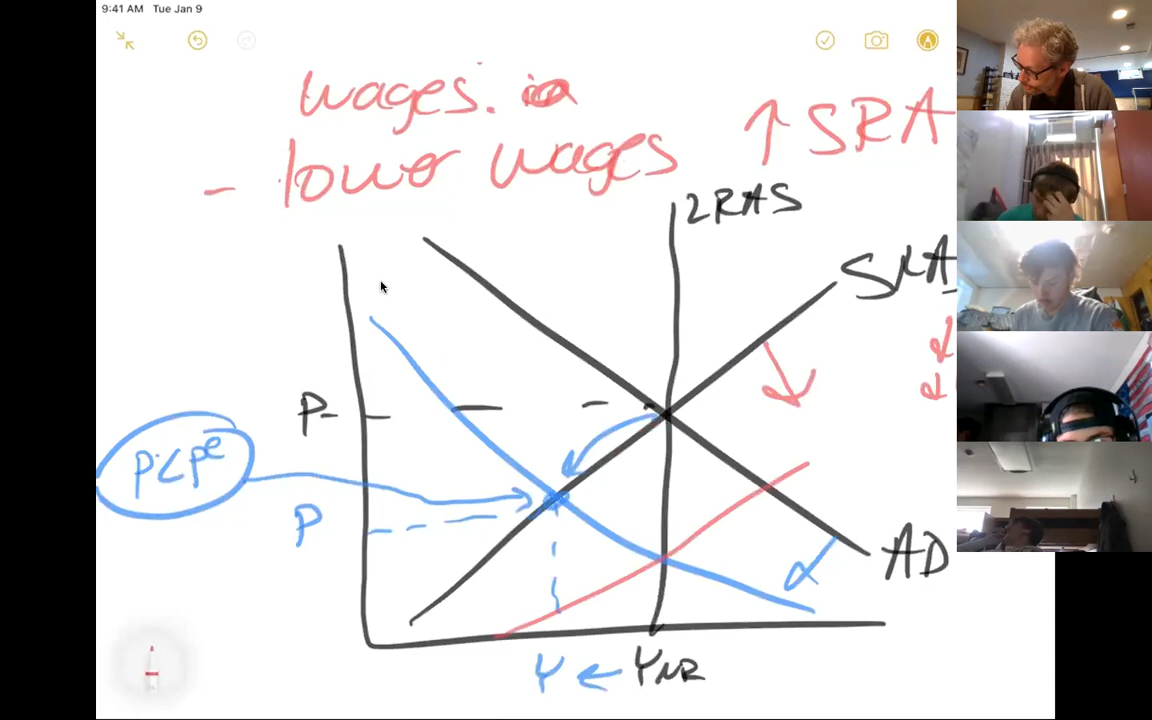 9:41 AM Tue Jan 9
wages.
- lower wages
↑ SRA
LRAS
SRA
P-
P<Pe
P
AD
Y ← YNR